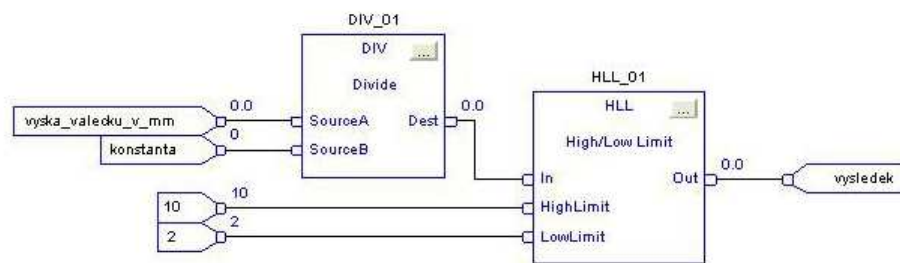 DIV_01
DIV
...
Divide
0.0
vyska_valecku_v_mm
SourceA
Dest
0.0
0
konstanta
SourceB
HLL_01
HLL
...
High/Low Limit
In
Out
0.0
vysledek
10
10
HighLimit
2
2
LowLimit